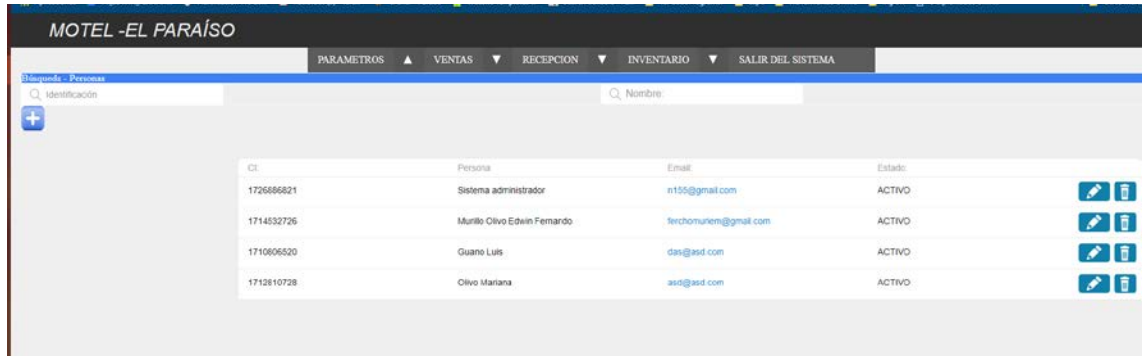 MOTEL -EL PARAÍSO
PARAMETROS ▲ VENTAS ▼ RECEPCION ▼ INVENTARIO ▼ SALIR DEL SISTEMA
Búsqueda - Personas
Identificación Nombre:
CI: Persona Email: Estado:
1726886821 Sistema administrador n155@gmail.com ACTIVO
1714532726 Murillo Olivo Edwin Fernando ferchomuriem@gmail.com ACTIVO
1710806520 Guano Luis das@asd.com ACTIVO
1712810728 Olivo Mariana asd@asd.com ACTIVO